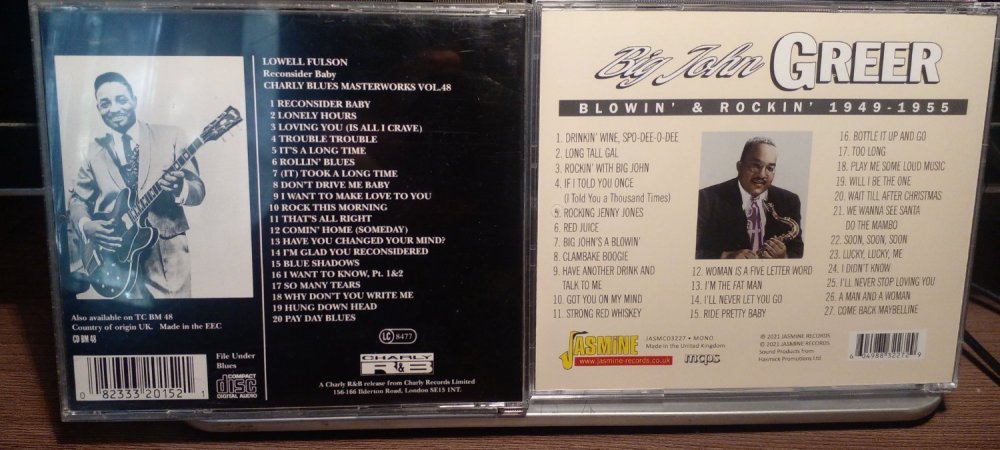 LOWELL FULSON
Reconsider Baby
CHARLY BLUES MASTERWORKS VOL.48
1 RECONSIDER BABY
2 LONELY HOURS
3 LOVING YOU (IS ALL I CRAVE)
4 TROUBLE TROUBLE
5 IT'S A LONG TIME
6 ROLLIN' BLUES
7 (IT) TOOK A LONG TIME
8 DON'T DRIVE ME BABY
9 I WANT TO MAKE LOVE TO YOU
10 ROCK THIS MORNING
11 THAT'S ALL RIGHT
12 COMIN' HOME (SOMEDAY)
13 HAVE YOU CHANGED YOUR MIND?
14 I'M GLAD YOU RECONSIDERED
15 BLUE SHADOWS
16 I WANT TO KNOW, Pt. 1&2
17 SO MANY TEARS
18 WHY DON'T YOU WRITE ME
19 HUNG DOWN HEAD
20 PAY DAY BLUES
Also available on TC BM 48
Country of origin UK. Made in the EEC
CD BM 48
File Under
Blues
COMPACT
disc
DIGITAL AUDIO
0 82333 20152 1
LC 8477
CHARLY
R&B
A Charly R&B release from Charly Records Limited
156-166 Ilderton Road, London SE15 1NT.
Big John GREER
BLOWIN' & ROCKIN' 1949-1955
1. DRINKIN' WINE, SPO-DEE-O-DEE
2. LONG TALL GAL
3. ROCKIN' WITH BIG JOHN
4. IF I TOLD YOU ONCE
(I Told You a Thousand Times)
5. ROCKING JENNY JONES
6. RED JUICE
7. BIG JOHN'S A BLOWIN'
8. CLAMBAKE BOOGIE
9. HAVE ANOTHER DRINK AND
TALK TO ME
10. GOT YOU ON MY MIND
11. STRONG RED WHISKEY
12. WOMAN IS A FIVE LETTER WORD
13. I'M THE FAT MAN
14. I'LL NEVER LET YOU GO
15. RIDE PRETTY BABY
16. BOTTLE IT UP AND GO
17. TOO LONG
18. PLAY ME SOME LOUD MUSIC
19. WILL I BE THE ONE
20. WAIT TILL AFTER CHRISTMAS
21. WE WANNA SEE SANTA
DO THE MAMBO
22. SOON, SOON, SOON
23. LUCKY, LUCKY, ME
24. I DIDN'T KNOW
25. I'LL NEVER STOP LOVING YOU
26. A MAN AND A WOMAN
27. COME BACK MAYBELLINE
JASMINE
www.jasmine-records.co.uk
JASMCD3227 • MONO
Made in the United Kingdom
mcps
℗ 2021 JASMINE RECORDS
© 2021 JASMINE RECORDS
Sound Products from
Hasmick Promotions Ltd
6 04988 32272 9